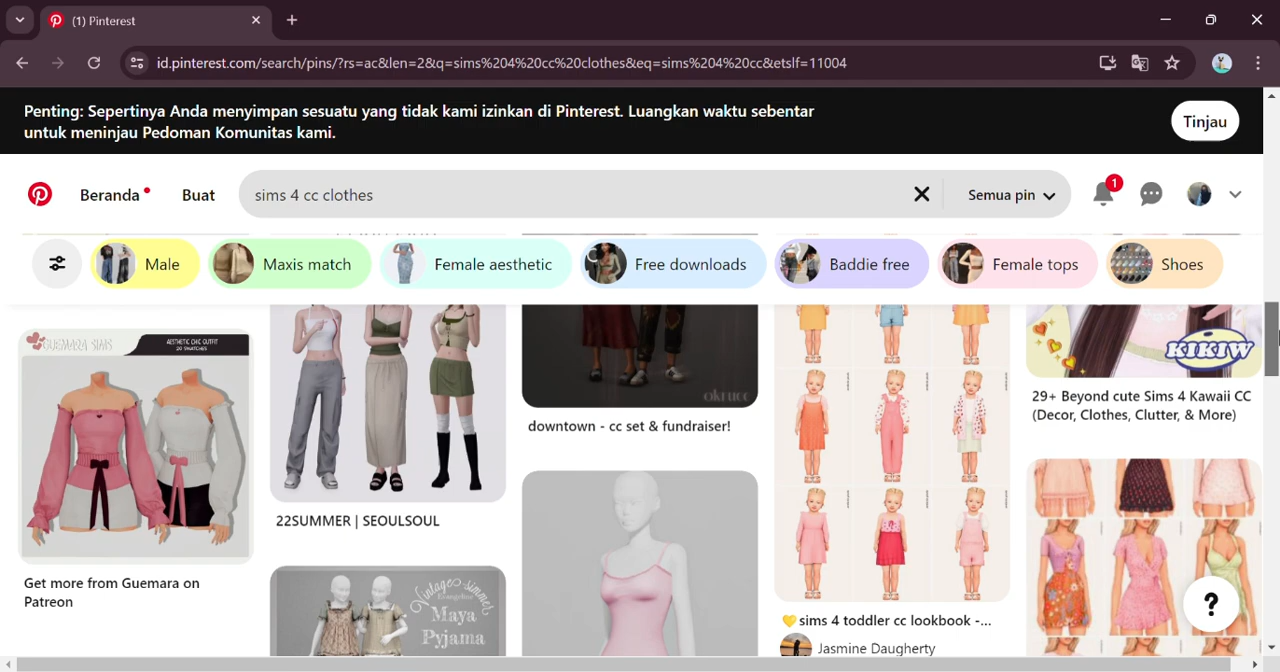 (1) Pinterest
id.pinterest.com/search/pins/?rs=ac&len=2&q=sims%204%20cc%20clothes&eq=sims%204%20cc&etslf=11004
Penting: Sepertinya Anda menyimpan sesuatu yang tidak kami izinkan di Pinterest. Luangkan waktu sebentar
untuk meninjau Pedoman Komunitas kami.
Tinjau
Beranda
Buat
sims 4 cc clothes
Semua pin
1
Male
Maxis match
Female aesthetic
Free downloads
Baddie free
Female tops
Shoes
GUEMARA SIMS
AESTHETIC CHIC OUTFIT
20 SWATCHES
Get more from Guemara on
Patreon
22SUMMER | SEOULSOUL
Vintage summer
Maya
Pyjama
okrucc
downtown - cc set & fundraiser!
💛sims 4 toddler cc lookbook -...
Jasmine Daugherty
KIKIW
29+ Beyond cute Sims 4 Kawaii CC
(Decor, Clothes, Clutter, & More)
?